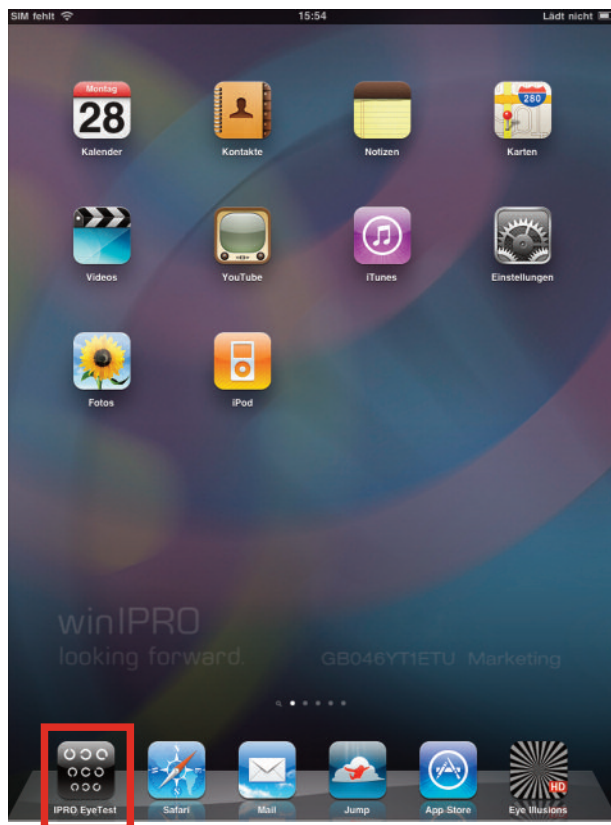 SIM fehlt 15:54 Lädt nicht
Montag
28
280
Kalender Kontakte Notizen Karten
Videos YouTube iTunes Einstellungen
Fotos iPod
winIPRO
looking forward. GB046YT1ETU Marketing
HD
IPRO EyeTest Safari Mail Jump App Store Eye Illusions